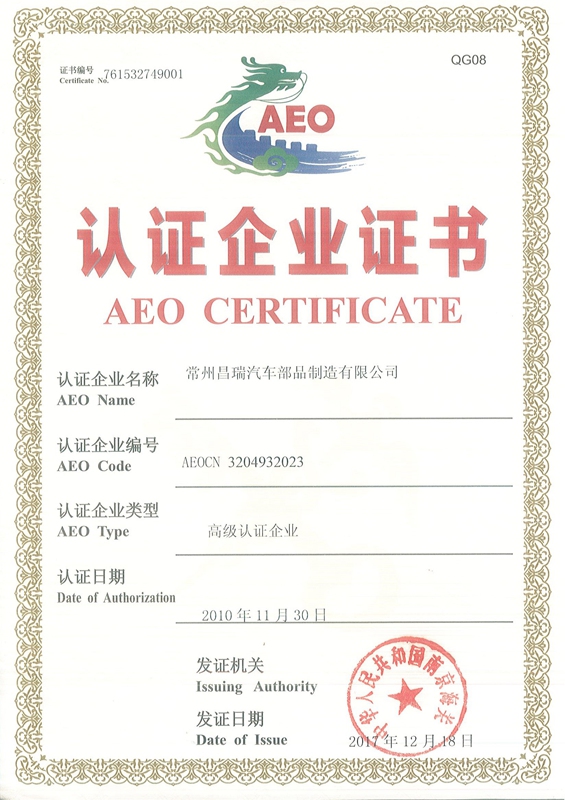 QG08
证书编号
Certificate No. 761532749001
AEO
认证企业证书
AEO CERTIFICATE
认证企业名称 常州昌瑞汽车部品制造有限公司
AEO Name
认证企业编号
AEO Code AEOCN 3204932023
认证企业类型
AEO Type 高级认证企业
认证日期
Date of Authorization
2010 年 11 月 30 日
发证机关
Issuing Authority
中华人民共和国南京海关
发证日期
Date of Issue 2017 年 12 月 18 日